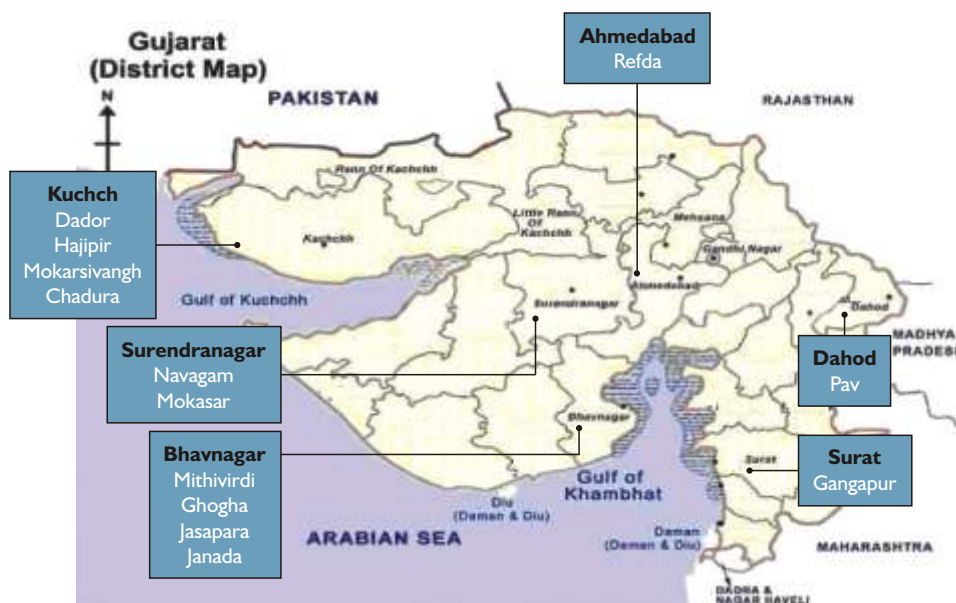 Gujarat
(District Map)
N
PAKISTAN
RAJASTHAN
Ahmedabad
Refda
Kuchch
Dador
Hajipir
Mokarsivangh
Chadura
Rann Of Kachchh
Little Rann
Of Kachchh
Kachchh
Mehsana
Gandhi Nagar
Ahmedabad
Gulf of Kuchchh
Surendranagar
Dahod
MADHYA
PRADESH
Surendranagar
Navagam
Mokasar
Dahod
Pav
Bhavnagar
Bhavnagar
Mithivirdi
Ghogha
Jasapara
Janada
Surat
Surat
Gangapur
Gulf of
Khambhat
Diu
(Daman & Diu)
ARABIAN SEA
Daman
(Daman & Diu)
MAHARASHTRA
DADRA &
NAGAR HAVELI